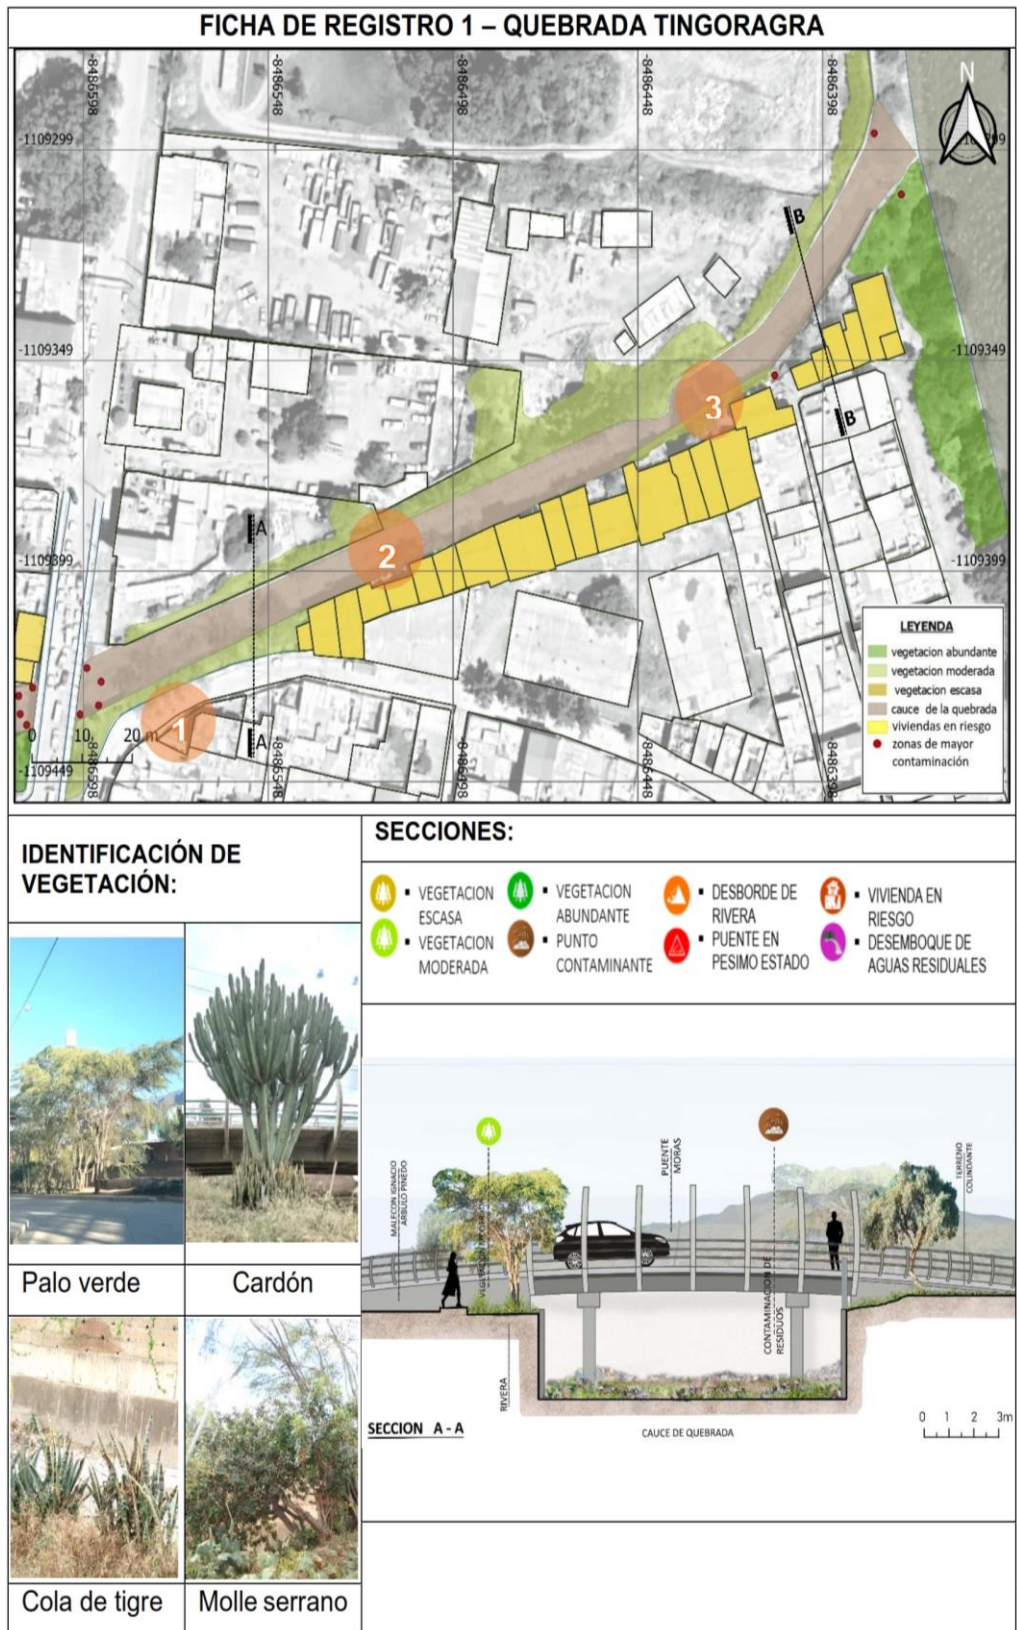 FICHA DE REGISTRO 1 – QUEBRADA TINGORAGRA
-8486598
-8486548
-8486498
-8486448
-8486398
N
-1109299
B
-1109349
-1109349
3
B
A
2
-1109399
-1109399
1
A
0 10 20 m
-1109449
-8486598
-8486548
-8486498
-8486448
-8486398
LEYENDA
vegetacion abundante
vegetacion moderada
vegetacion escasa
cauce de la quebrada
viviendas en riesgo
zonas de mayor
contaminación
IDENTIFICACIÓN DE
VEGETACIÓN:
Palo verde
Cardón
Cola de tigre
Molle serrano
SECCIONES:
▪ VEGETACION
ESCASA
▪ VEGETACION
MODERADA
▪ VEGETACION
ABUNDANTE
▪ PUNTO
CONTAMINANTE
▪ DESBORDE DE
RIVERA
▪ PUENTE EN
PESIMO ESTADO
▪ VIVIENDA EN
RIESGO
▪ DESEMBOQUE DE
AGUAS RESIDUALES
MALECON IGNACIO
ARBULO PINEDO
PUENTE
MORAS
CONTAMINACION DE
RESIDUOS
TERRENO
COLINDANTE
RIVERA
SECCION A - A
CAUCE DE QUEBRADA
0 1 2 3m